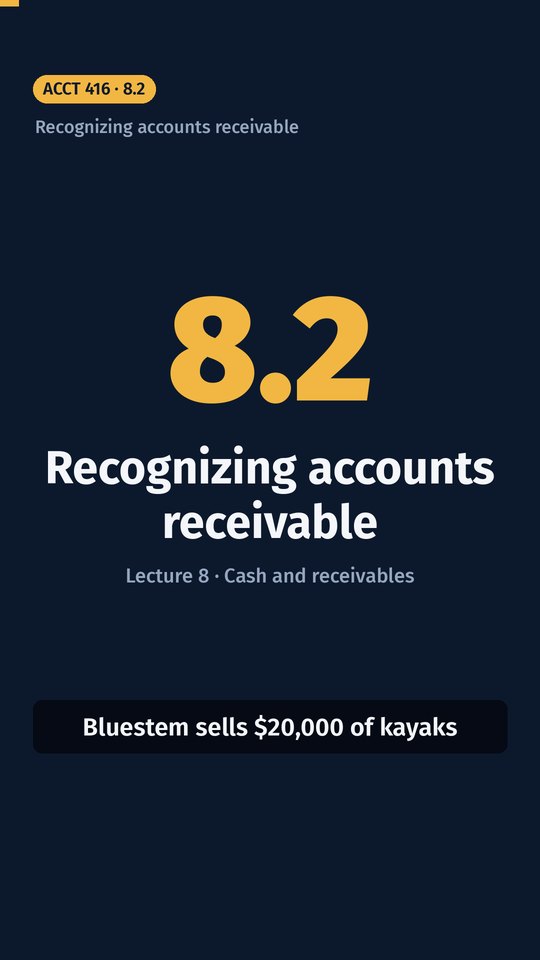 ACCT 416 · 8.2
Recognizing accounts receivable
8.2
Recognizing accounts
receivable
Lecture 8 · Cash and receivables
Bluestem sells $20,000 of kayaks